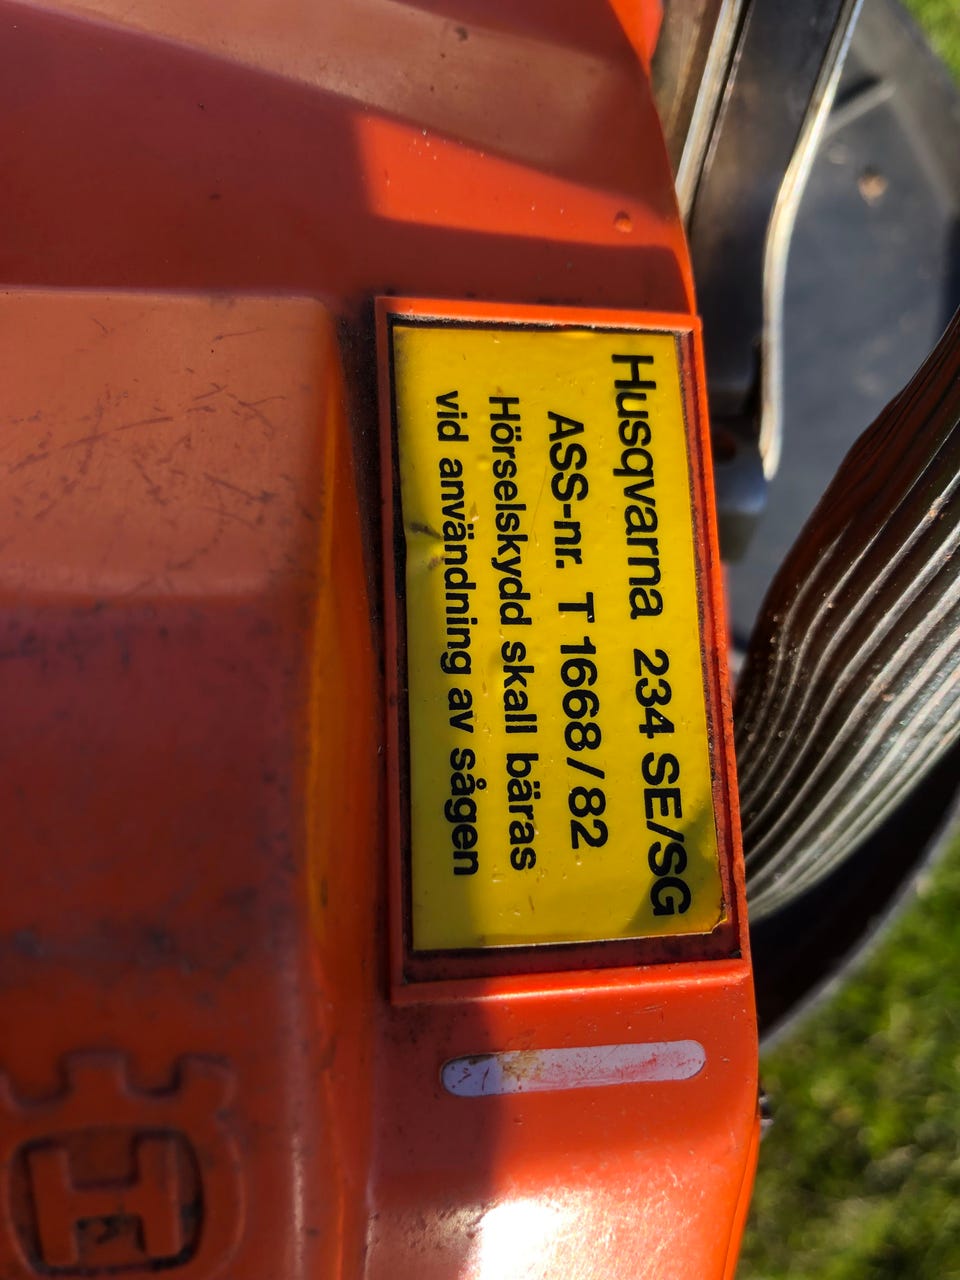 Husqvarna 234 SE/SG
ASS-nr. T 1668/82
Hörselskydd skall bäras
vid användning av sågen
H